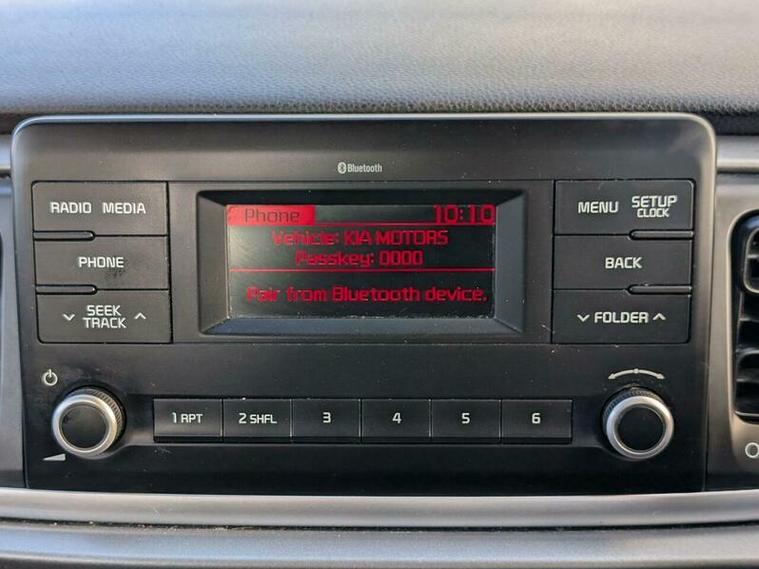 Bluetooth
RADIO MEDIA
PHONE
SEEK
TRACK
Phone 10:10
Vehicle: KIA MOTORS
Passkey: 0000
Pair from Bluetooth device.
MENU SETUP
CLOCK
BACK
FOLDER
1 RPT 2 SHFL 3 4 5 6